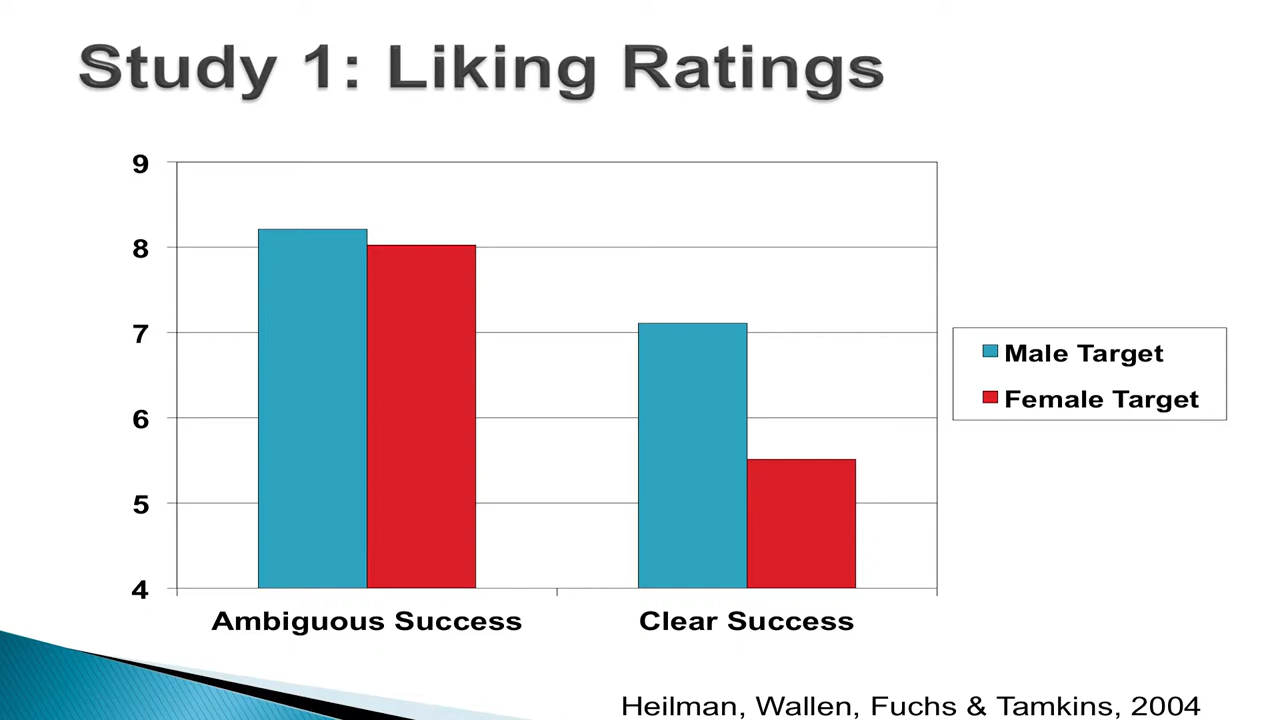 Study 1: Liking Ratings
9
8
7
6
5
4
Male Target
Female Target
Ambiguous Success
Clear Success
Heilman, Wallen, Fuchs & Tamkins, 2004